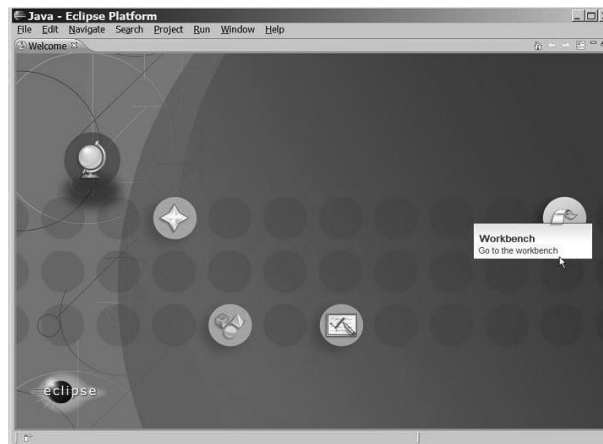 Java - Eclipse Platform
File Edit Navigate Search Project Run Window Help
Welcome
Workbench
Go to the workbench
eclipse